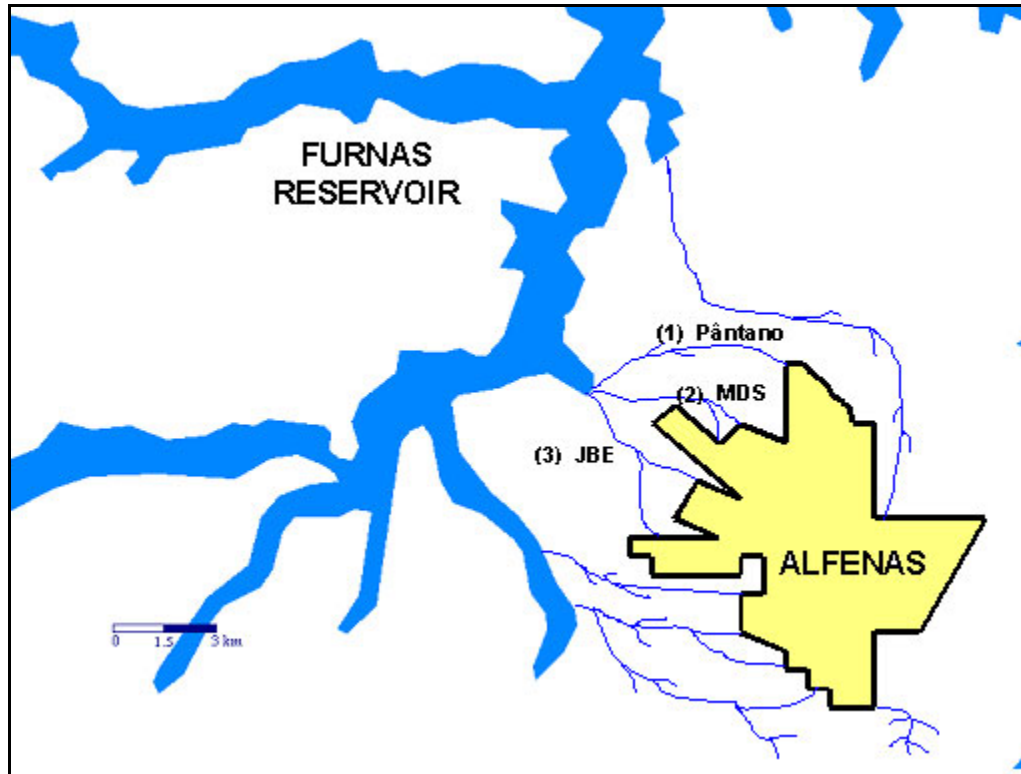 FURNAS
RESERVOIR
(1) Pântano
(2) MDS
(3) JBE
ALFENAS
0 1.5 3 km